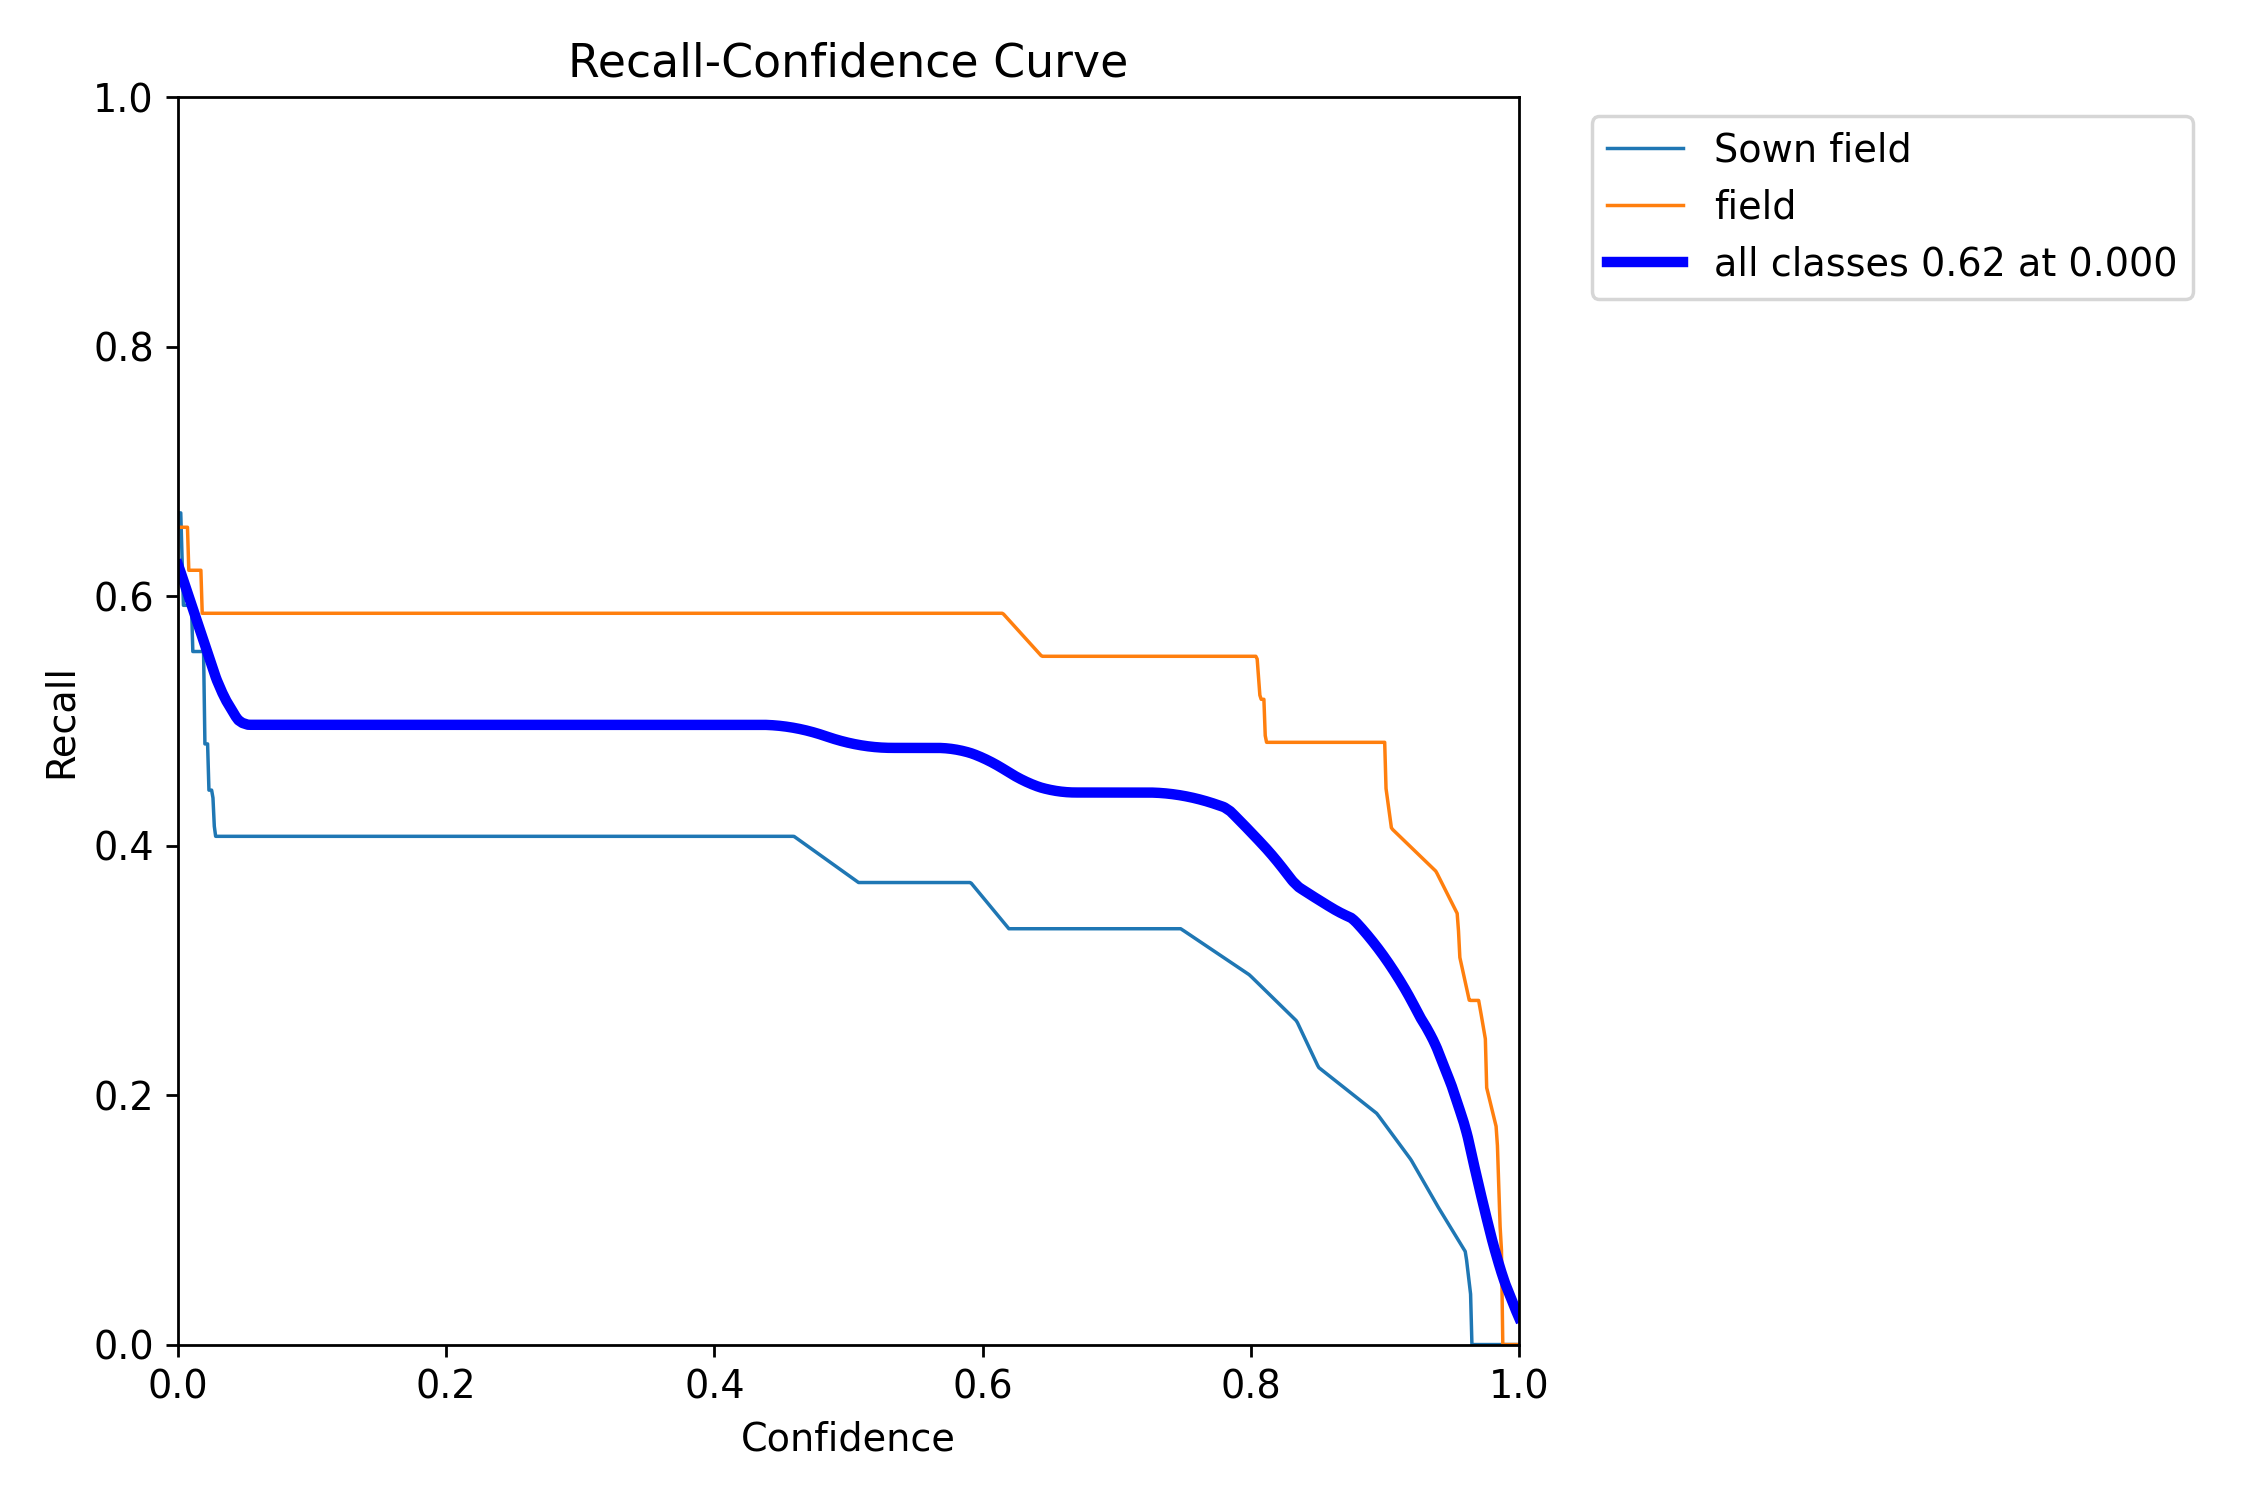 Recall-Confidence Curve
1.0
0.8
0.6
0.4
0.2
0.0
Recall
0.0 0.2 0.4 0.6 0.8 1.0
Confidence
Sown field
field
all classes 0.62 at 0.000